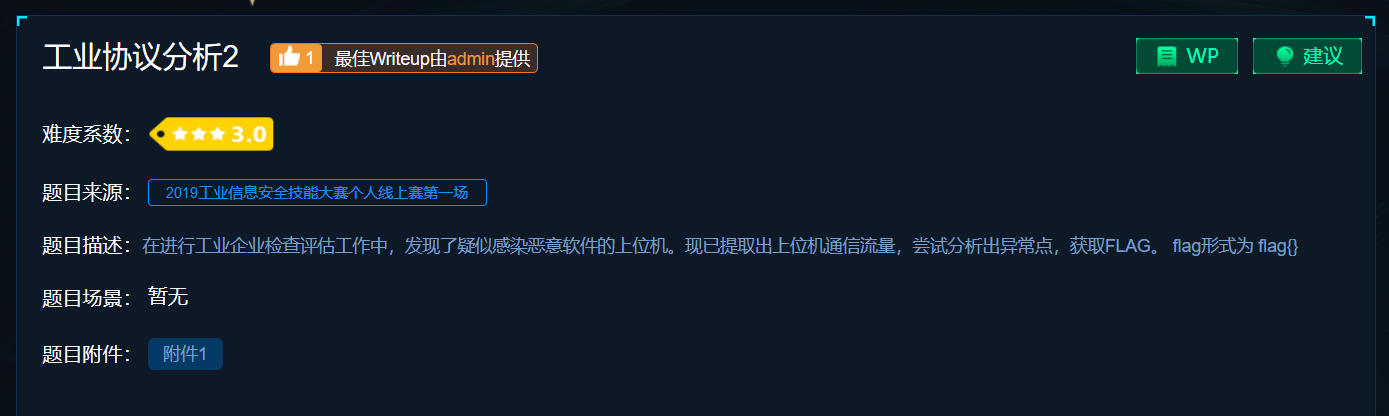 工业协议分析2 1 最佳Writeup由admin提供 WP 建议
难度系数： 3.0
题目来源： 2019工业信息安全技能大赛个人线上赛第一场
题目描述：在进行工业企业检查评估工作中，发现了疑似感染恶意软件的上位机。现已提取出上位机通信流量，尝试分析出异常点，获取FLAG。 flag形式为 flag{}
题目场景： 暂无
题目附件： 附件1